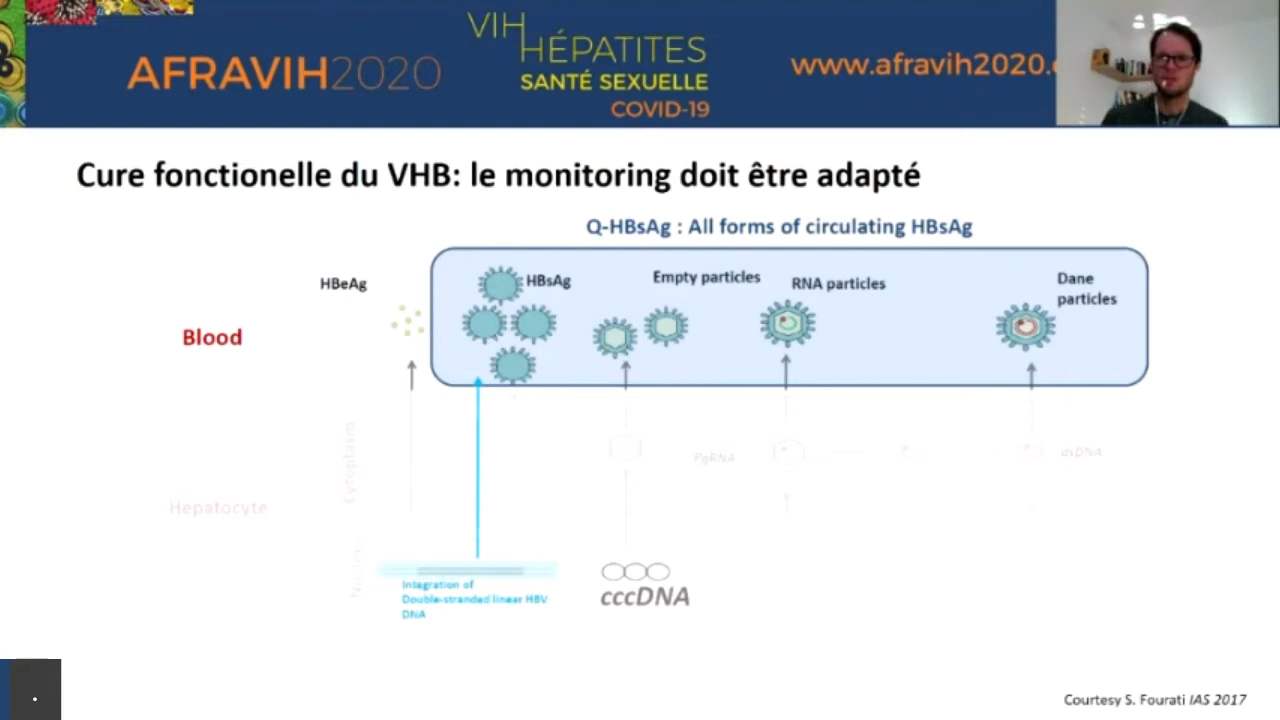 AFRAVIH2020
VIH
HÉPATITES
SANTÉ SEXUELLE
COVID-19
www.afravih2020.
Cure fonctionelle du VHB: le monitoring doit être adapté
Q-HBsAg : All forms of circulating HBsAg
HBeAg
HBsAg
Empty particles
RNA particles
Dane
particles
Blood
Cytoplasm
PgRNA
dsDNA
Hepatocyte
Integration of
Double-stranded linear HBV
DNA
cccDNA
Courtesy S. Fourati IAS 2017